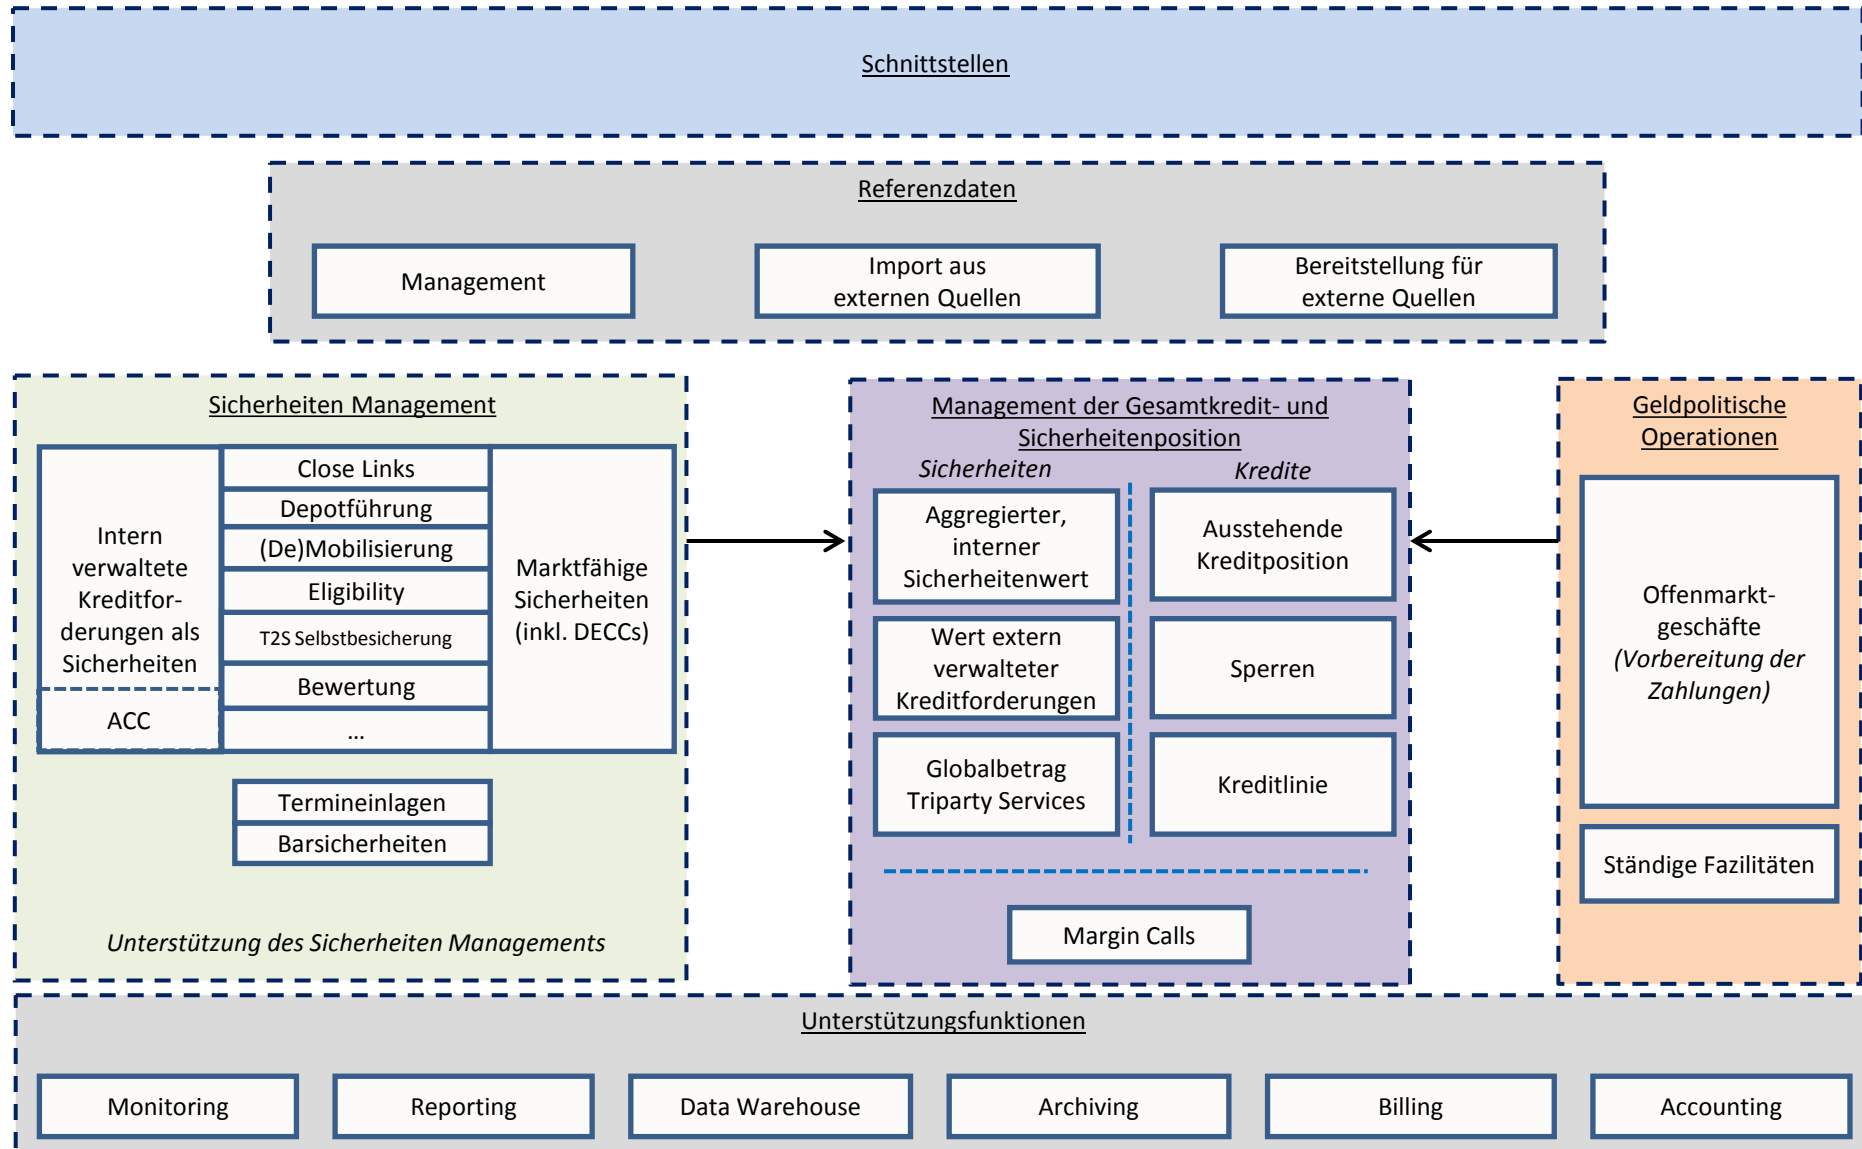 Schnittstellen
Referenzdaten
Management
Import aus
externen Quellen
Bereitstellung für
externe Quellen
Sicherheiten Management
Intern
verwaltete
Kreditfor-
derungen als
Sicherheiten
ACC
Close Links
Depotführung
(De)Mobilisierung
Eligibility
T2S Selbstbesicherung
Bewertung
...
Marktfähige
Sicherheiten
(inkl. DECCs)
Termineinlagen
Barsicherheiten
Unterstützung des Sicherheiten Managements
Management der Gesamtkredit- und
Sicherheitenposition
Sicherheiten
Aggregierter,
interner
Sicherheitenwert
Wert extern
verwalteter
Kreditforderungen
Globalbetrag
Triparty Services
Kredite
Ausstehende
Kreditposition
Sperren
Kreditlinie
Margin Calls
Geldpolitische
Operationen
Offenmarkt-
geschäfte
(Vorbereitung der
Zahlungen)
Ständige Fazilitäten
Unterstützungsfunktionen
Monitoring
Reporting
Data Warehouse
Archiving
Billing
Accounting